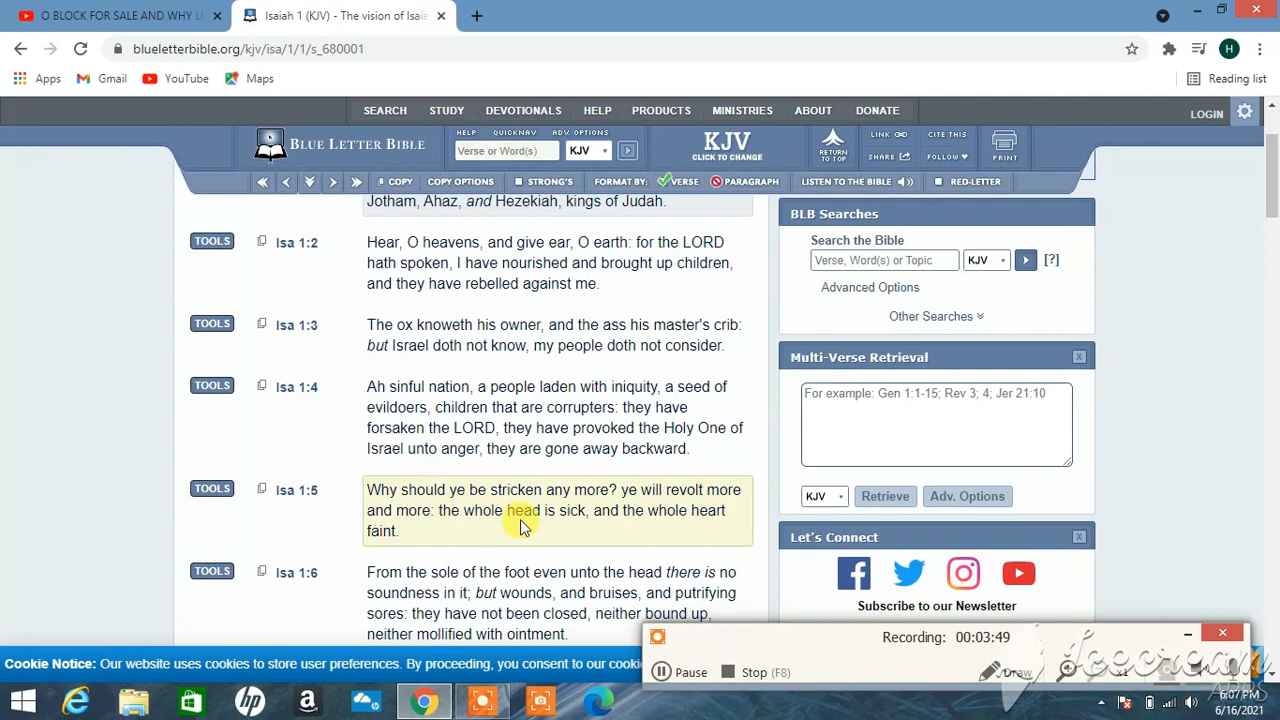 O BLOCK FOR SALE AND WHY L
Isaiah 1 (KJV) - The vision of Isaia
blueletterbible.org/kjv/isa/1/1/s_680001
H
Apps Gmail YouTube Maps Reading list
SEARCH STUDY DEVOTIONALS HELP PRODUCTS MINISTRIES ABOUT DONATE LOGIN
BLUE LETTER BIBLE
HELP QUICKNAV ADV. OPTIONS
Verse or Word(s) KJV
KJV
CLICK TO CHANGE
RETURN
TO TOP
LINK CITE THIS
SHARE FOLLOW
PRINT
COPY COPY OPTIONS STRONG'S FORMAT BY: VERSE PARAGRAPH LISTEN TO THE BIBLE RED-LETTER
Jotham, Ahaz, and Hezekiah, kings of Judah.
TOOLS Isa 1:2 Hear, O heavens, and give ear, O earth: for the LORD
hath spoken, I have nourished and brought up children,
and they have rebelled against me.
TOOLS Isa 1:3 The ox knoweth his owner, and the ass his master's crib:
but Israel doth not know, my people doth not consider.
TOOLS Isa 1:4 Ah sinful nation, a people laden with iniquity, a seed of
evildoers, children that are corrupters: they have
forsaken the LORD, they have provoked the Holy One of
Israel unto anger, they are gone away backward.
TOOLS Isa 1:5 Why should ye be stricken any more? ye will revolt more
and more: the whole head is sick, and the whole heart
faint.
TOOLS Isa 1:6 From the sole of the foot even unto the head there is no
soundness in it; but wounds, and bruises, and putrifying
sores: they have not been closed, neither bound up,
neither mollified with ointment.
BLB Searches
Search the Bible
Verse, Word(s) or Topic KJV [?]
Advanced Options
Other Searches
Multi-Verse Retrieval
For example: Gen 1:1-15; Rev 3; 4; Jer 21:10
KJV Retrieve Adv. Options
Let's Connect
Subscribe to our Newsletter
Cookie Notice: Our website uses cookies to store user preferences. By proceeding, you consent to our cookie
Recording: 00:03:49
Pause Stop (F8) Draw x1
Icecream
APPS
6:07 PM
6/16/2021